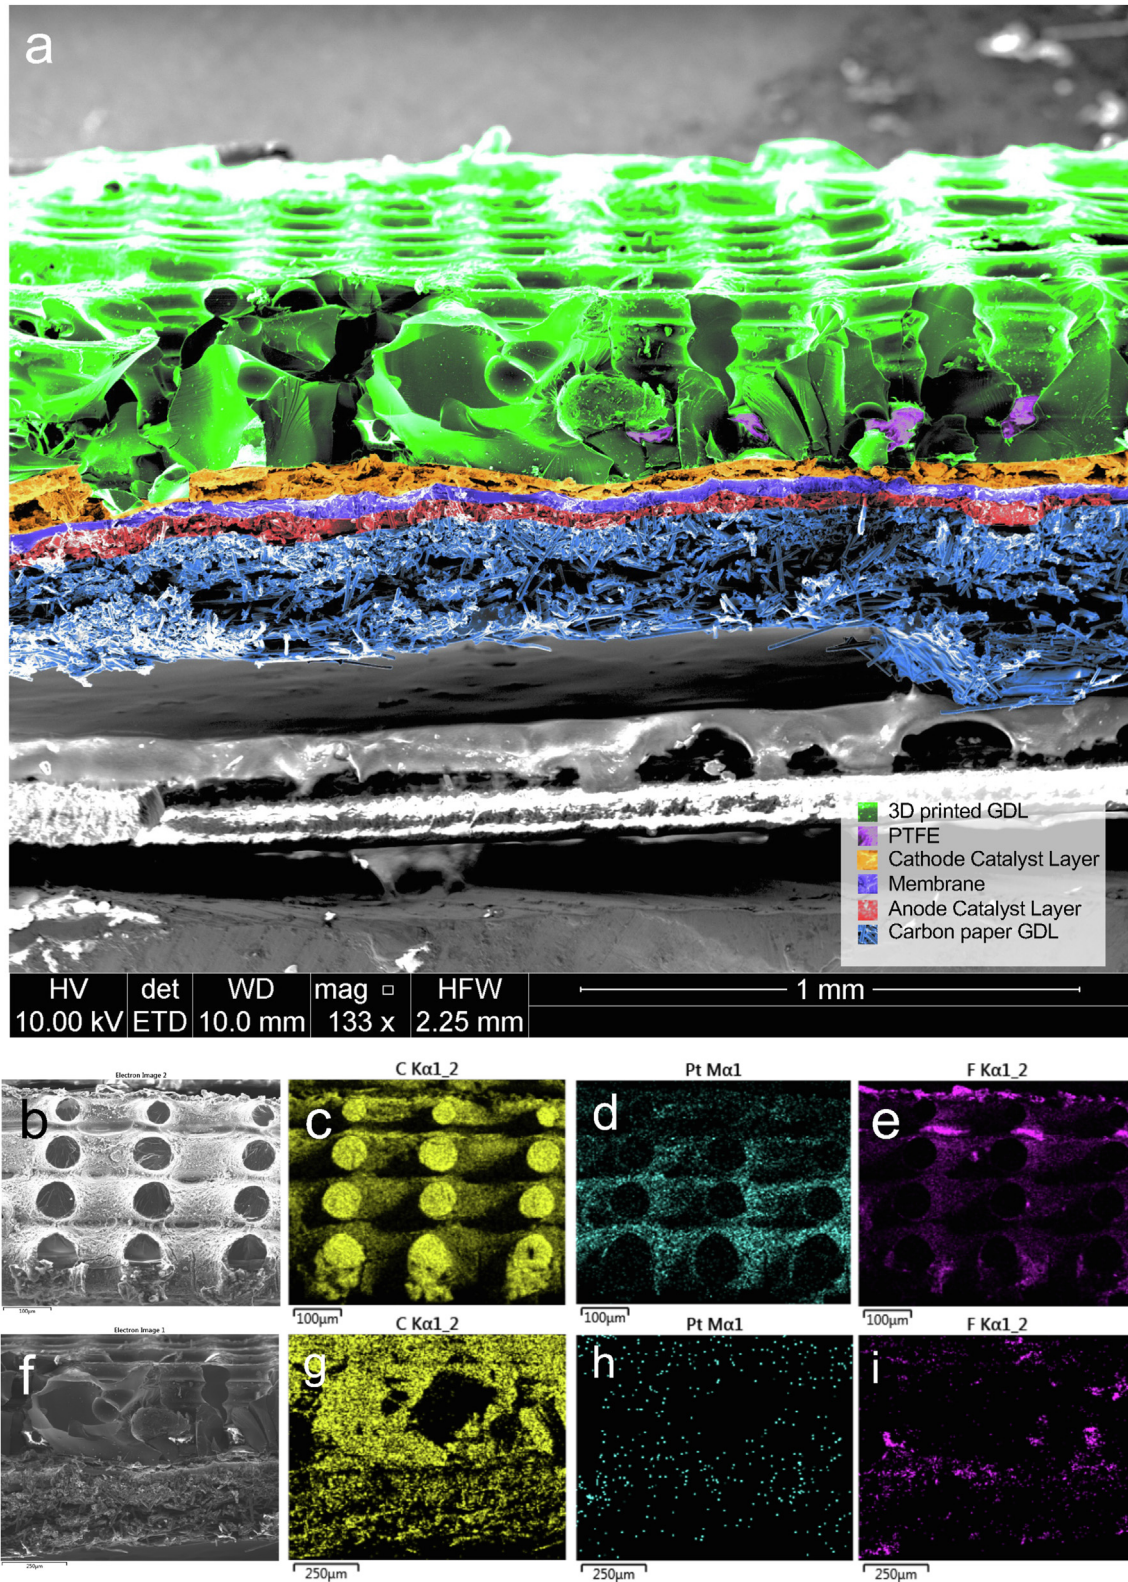 a
3D printed GDL
PTFE
Cathode Catalyst Layer
Membrane
Anode Catalyst Layer
Carbon paper GDL
HV det WD mag □ HFW
10.00 kV ETD 10.0 mm 133 x 2.25 mm
1 mm
Electron Image 2 C Kα1_2 Pt Mα1 F Kα1_2
b c d e
100µm 100µm 100µm 100µm
Electron Image 1 C Kα1_2 Pt Mα1 F Kα1_2
f g h i
250µm 250µm 250µm 250µm